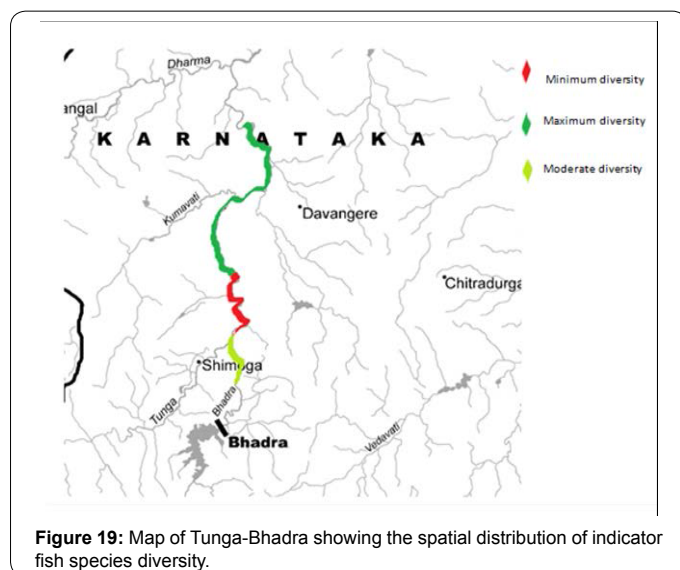 Dharma
angal
K A R N A T A K A
Kumavati
Davangere
Chitradurga
Shimoga
Tunga
Bhadra
Bhadra
Vedavati
Minimum diversity
Maximum diversity
Moderate diversity
Figure 19: Map of Tunga-Bhadra showing the spatial distribution of indicator
fish species diversity.